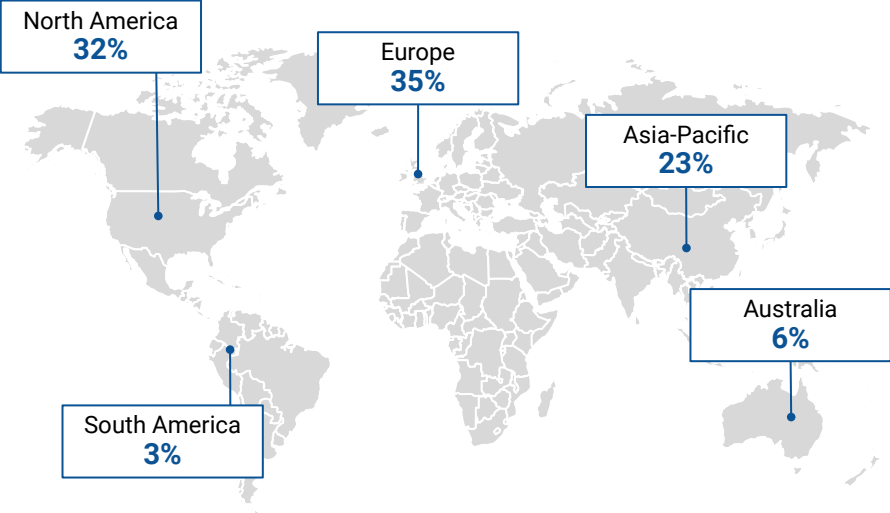 North America
32%
Europe
35%
Asia-Pacific
23%
Australia
6%
South America
3%